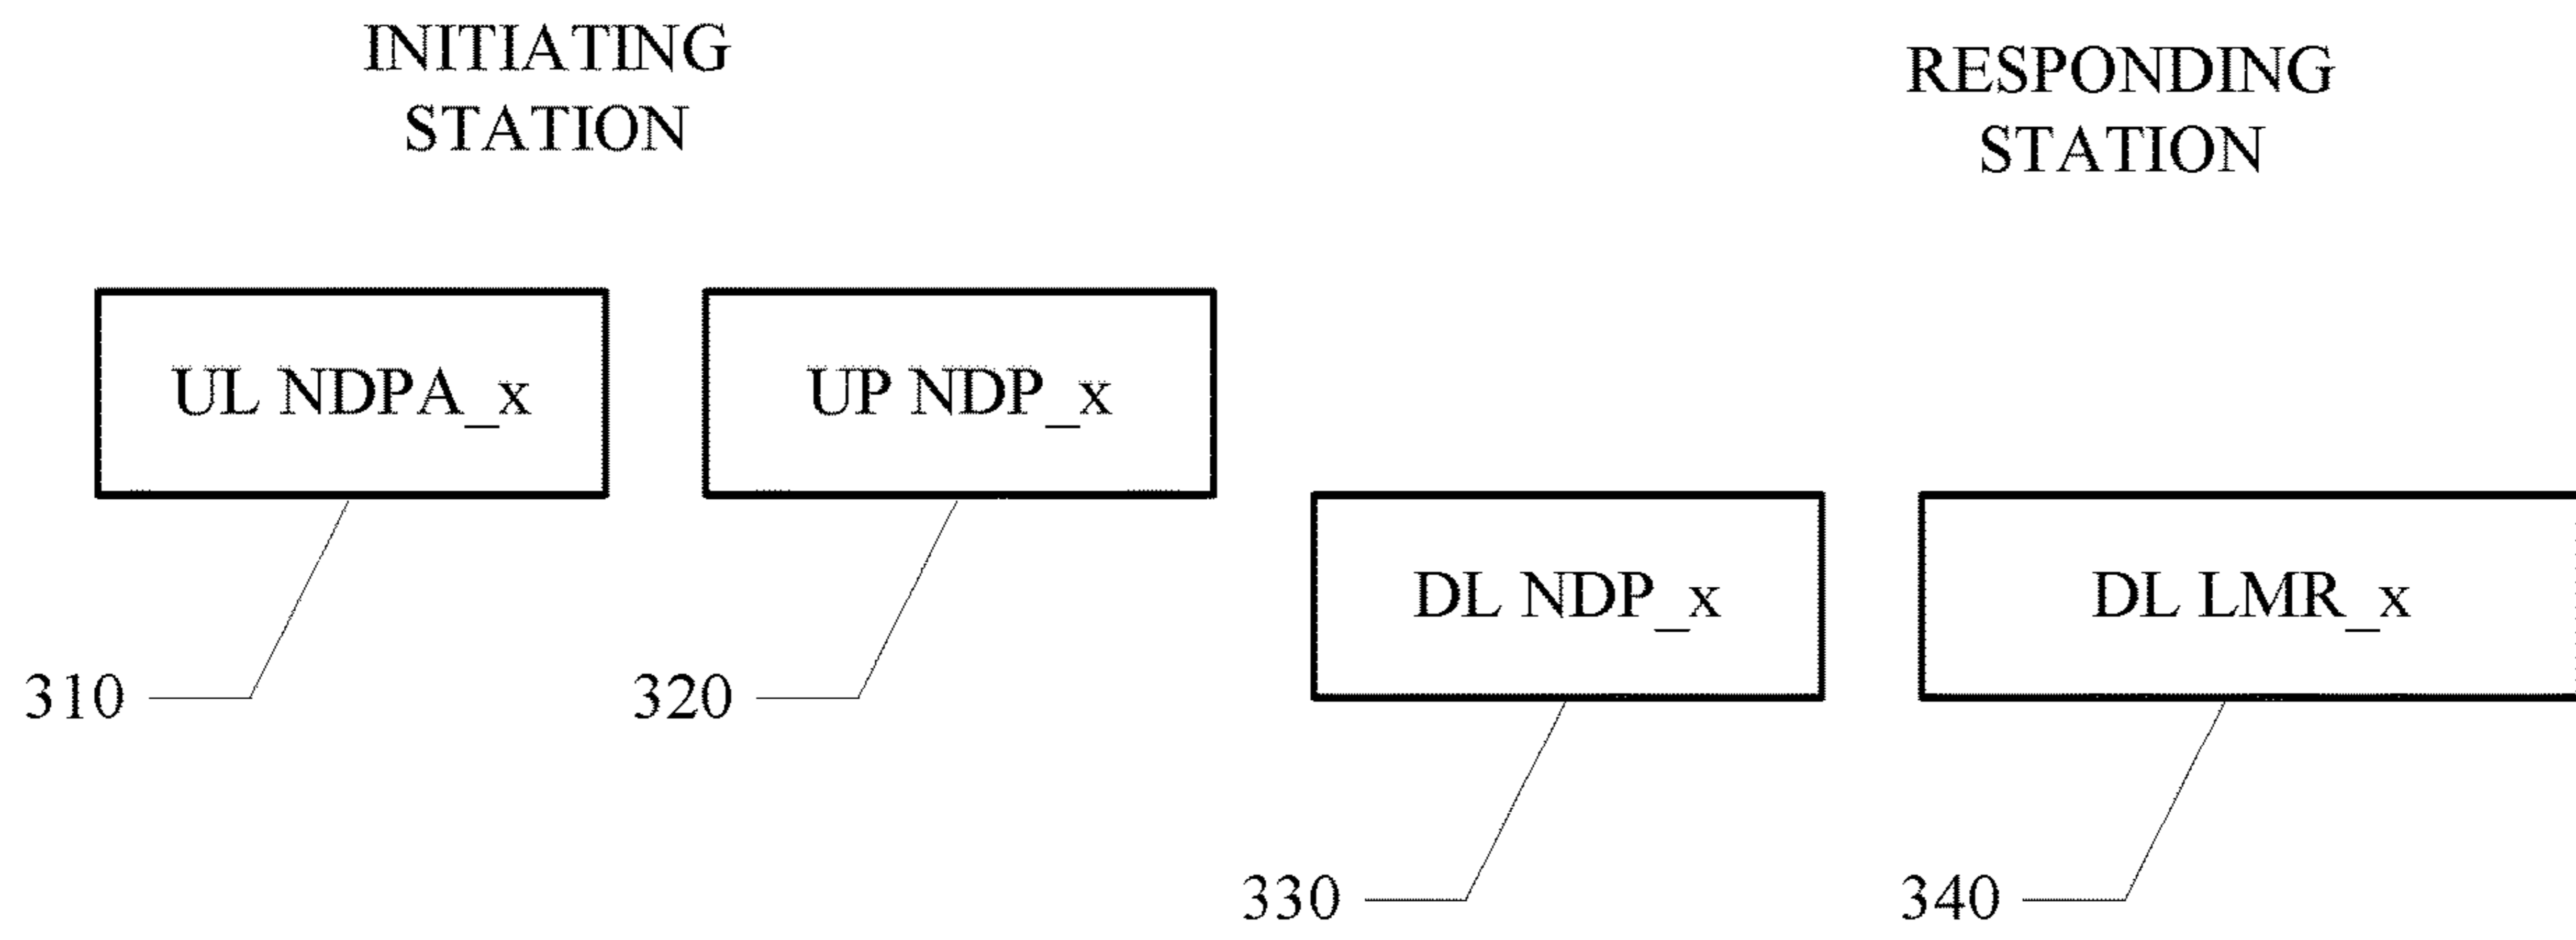 INITIATING
STATION
RESPONDING
STATION
UL NDPA_x
UP NDP_x
DL NDP_x
DL LMR_x
310
320
330
340